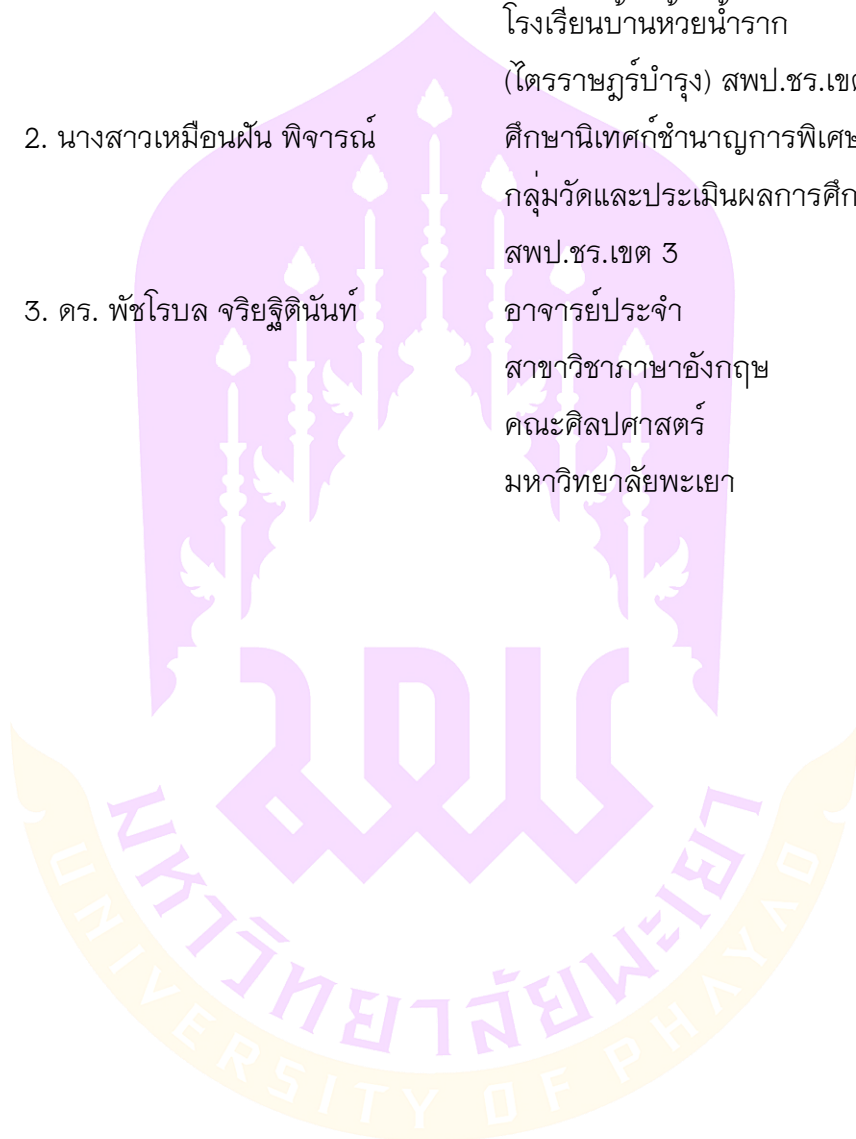 โรงเรียนบ้านห้วยน้ำราก
(ไตรราษฎร์บำรุง) สพป.ชร.เขต
2. นางสาวเหมือนฝัน พิจารณ์ ศึกษานิเทศก์ชำนาญการพิเศษ
กลุ่มวัดและประเมินผลการศึก
สพป.ชร.เขต 3
3. ดร. พัชโรบล จริยฐิตินันท์ อาจารย์ประจำ
สาขาวิชาภาษาอังกฤษ
คณะศิลปศาสตร์
มหาวิทยาลัยพะเยา
มหาวิทยาลัยพะเยา
UNIVERSITY OF PHAYAO